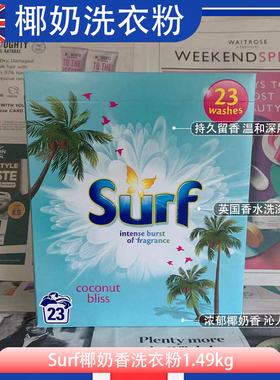 椰奶洗衣粉
WAITROSE
WEEKENDSP
23
washes
持久留香 温和深
Surf
intense burst
of fragrance
英国香水洗
coconut
bliss
23
浓郁椰奶香 沁人
Plenty more
Surf椰奶香洗衣粉1.49kg